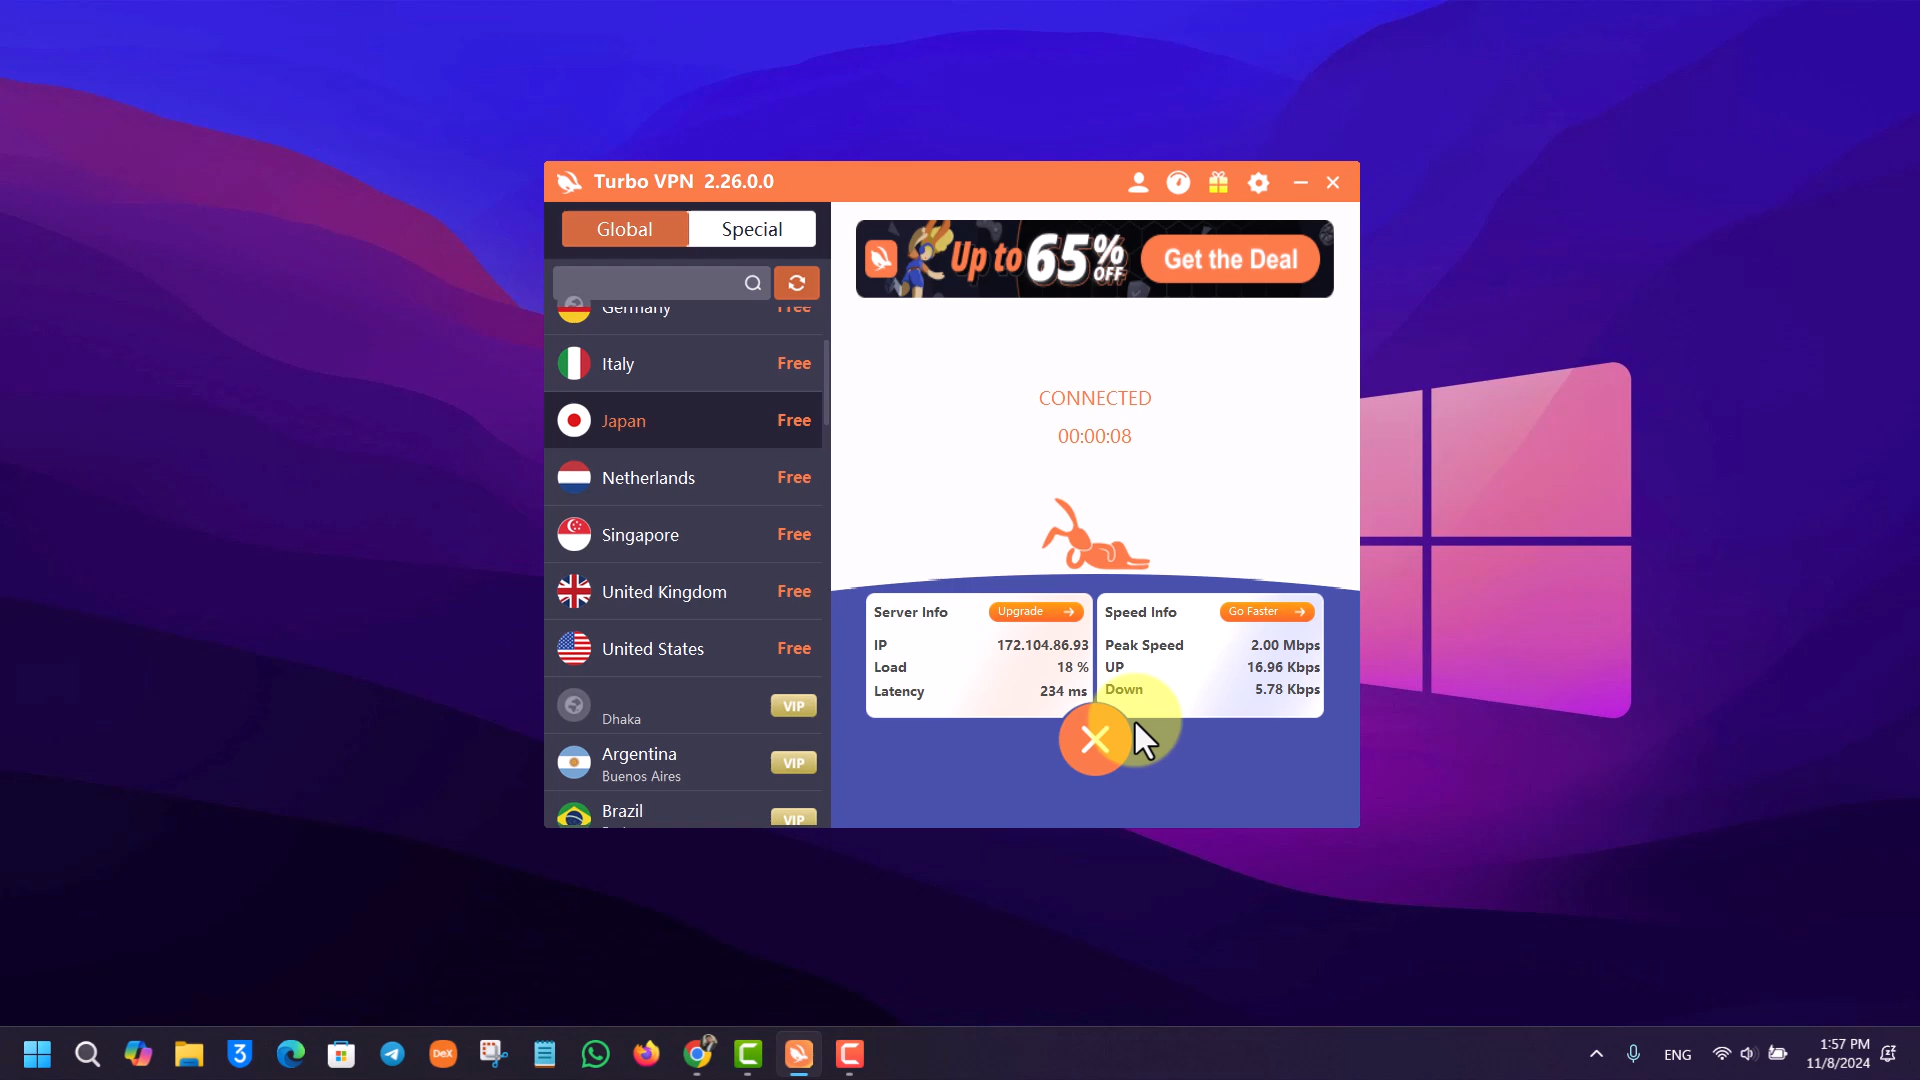 Turbo VPN 2.26.0.0
Global
Special
Germany Free
Italy Free
Japan Free
Netherlands Free
Singapore Free
United Kingdom Free
United States Free
Dhaka VIP
Argentina VIP
Buenos Aires
Brazil VIP
Up to 65% OFF Get the Deal
CONNECTED
00:00:08
Server Info Upgrade →
IP 172.104.86.93
Load 18 %
Latency 234 ms
Speed Info Go Faster →
Peak Speed 2.00 Mbps
UP 16.96 Kbps
Down 5.78 Kbps
3
DeX
ENG
1:57 PM
11/8/2024